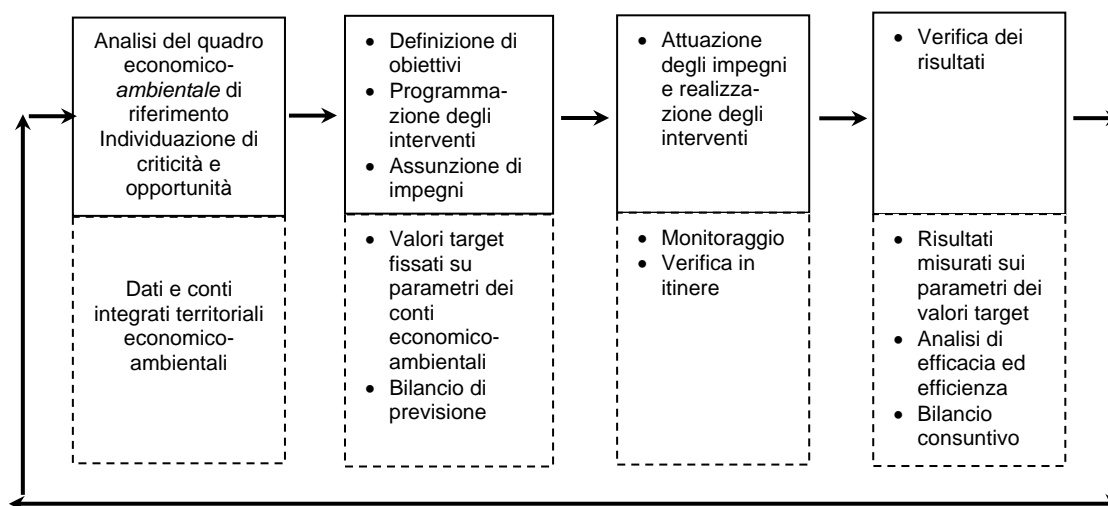 Analisi del quadro
economico-
ambientale di
riferimento
Individuazione di
criticità e
opportunità
Dati e conti
integrati territoriali
economico-
ambientali
• Definizione di
obiettivi
• Programma-
zione degli
interventi
• Assunzione di
impegni
• Valori target
fissati su
parametri dei
conti
economico-
ambientali
• Bilancio di
previsione
• Attuazione
degli impegni
e realizza-
zione degli
interventi
• Monitoraggio
• Verifica in
itinere
• Verifica dei
risultati
• Risultati
misurati sui
parametri dei
valori target
• Analisi di
efficacia ed
efficienza
• Bilancio
consuntivo